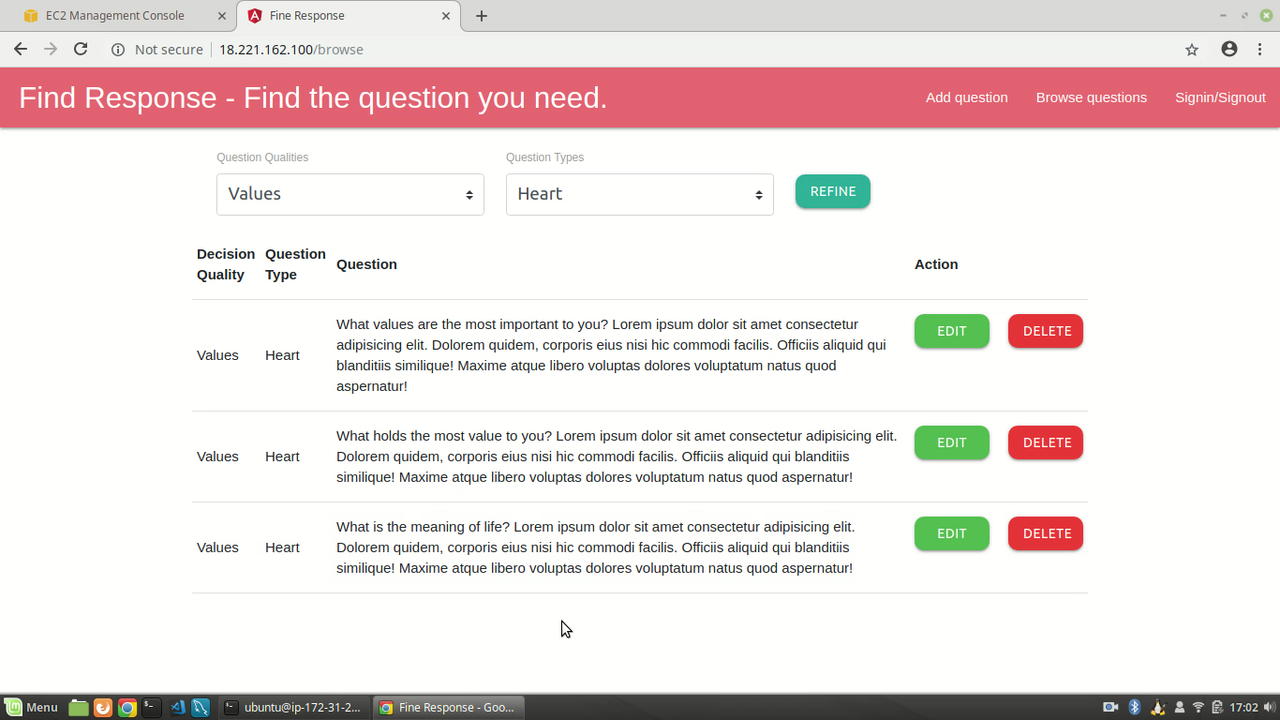 EC2 Management Console
Fine Response
Not secure
18.221.162.100/browse
Find Response - Find the question you need.
Add question
Browse questions
Signin/Signout
Question Qualities
Question Types
Values
Heart
REFINE
Decision Quality
Question Type
Question
Action
Values
Heart
What values are the most important to you? Lorem ipsum dolor sit amet consectetur
adipisicing elit. Dolorem quidem, corporis eius nisi hic commodi facilis. Officiis aliquid qui
blanditiis similique! Maxime atque libero voluptas dolores voluptatum natus quod
aspernatur!
EDIT
DELETE
Values
Heart
What holds the most value to you? Lorem ipsum dolor sit amet consectetur adipisicing elit.
Dolorem quidem, corporis eius nisi hic commodi facilis. Officiis aliquid qui blanditiis
similique! Maxime atque libero voluptas dolores voluptatum natus quod aspernatur!
EDIT
DELETE
Values
Heart
What is the meaning of life? Lorem ipsum dolor sit amet consectetur adipisicing elit.
Dolorem quidem, corporis eius nisi hic commodi facilis. Officiis aliquid qui blanditiis
similique! Maxime atque libero voluptas dolores voluptatum natus quod aspernatur!
EDIT
DELETE
Menu
ubuntu@ip-172-31-2...
Fine Response - Goo...
17:02